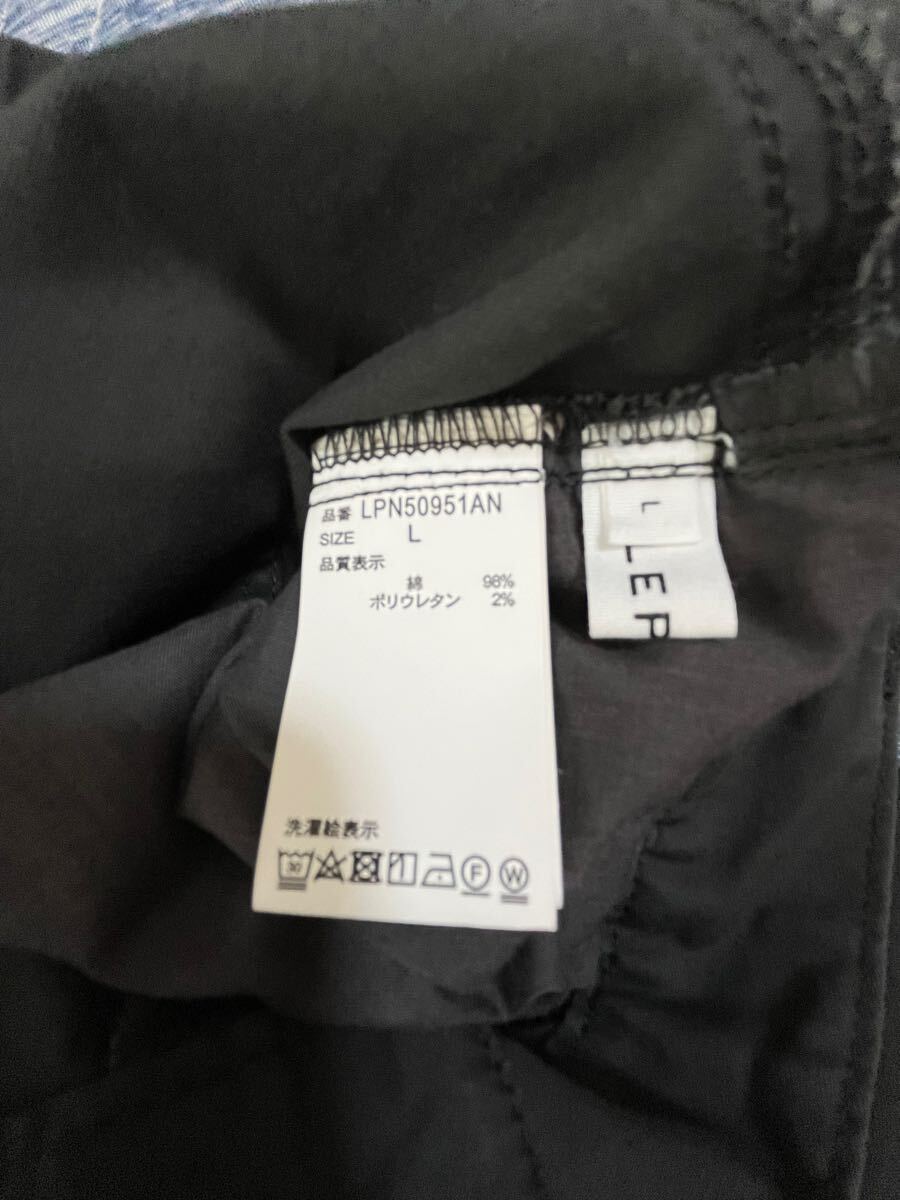 品番 LPN50951AN
SIZE L
品質表示
綿 98%
ポリウレタン 2%
洗濯絵表示
30 F W
L
LEP